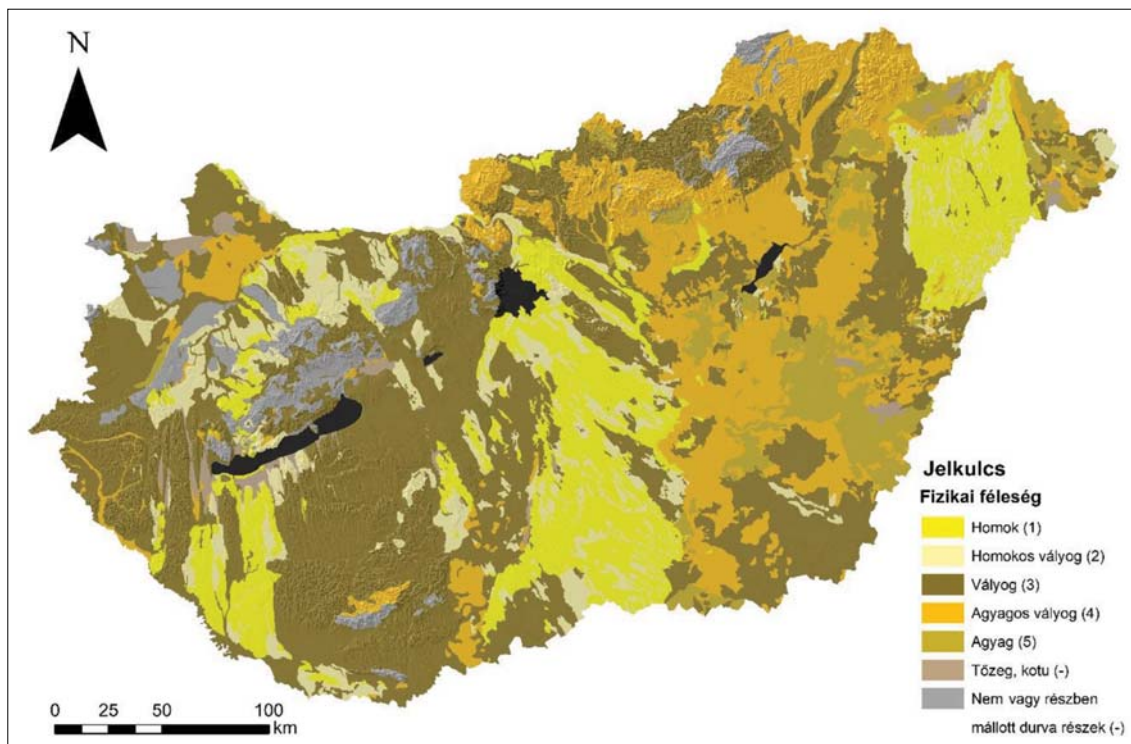 N
Jelkulcs
Fizikai féleség
Homok (1)
Homokos vályog (2)
Vályog (3)
Agyagos vályog (4)
Agyag (5)
Tőzeg, kotu (-)
Nem vagy részben
mállott durva részek (-)
0 25 50 100
km